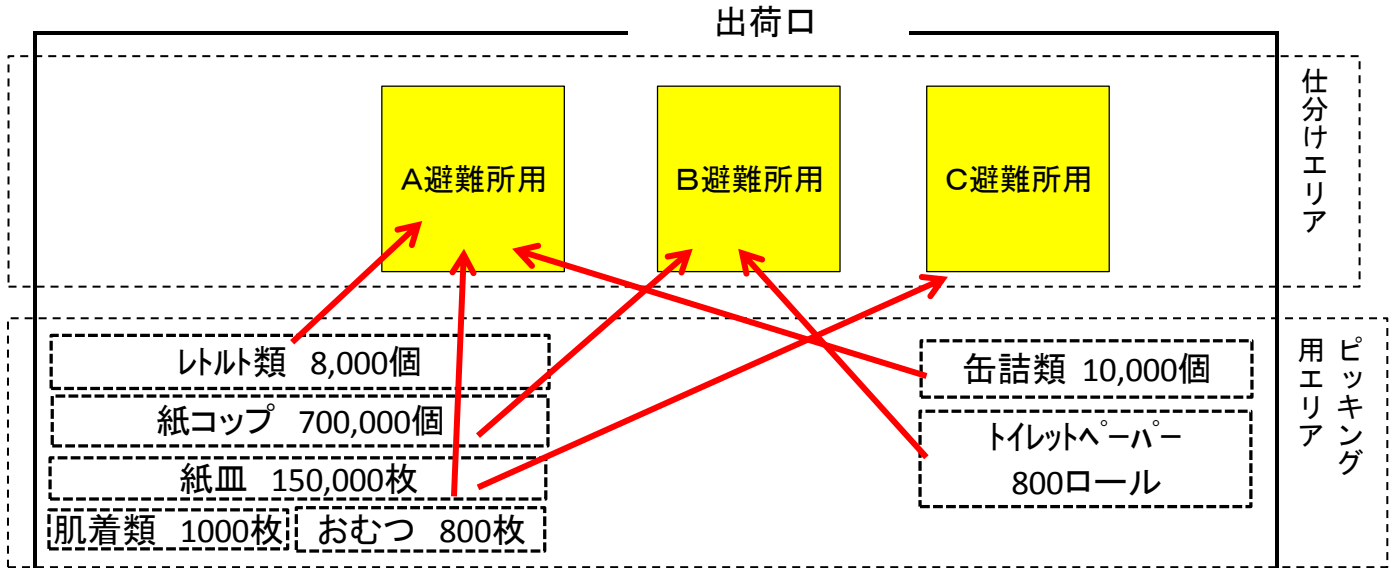 出荷口
仕分けエリア
A避難所用
B避難所用
C避難所用
ピッキング
用エリア
レトルト類 8,000個
紙コップ 700,000個
紙皿 150,000枚
肌着類 1000枚
おむつ 800枚
缶詰類 10,000個
トイレットペーパー
800ロール